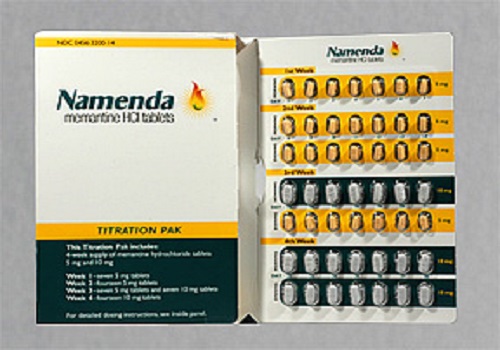 NDC 0456-3200-14
Namenda
memantine HCl tablets
TITRATION PAK
This Titration Pak includes:
4-week supply of memantine hydrochloride tablets
5 mg and 10 mg
Week 1 - seven 5 mg tablets
Week 2 - fourteen 5 mg tablets
Week 3 - seven 5 mg tablets and seven 10 mg tablets
Week 4 - fourteen 10 mg tablets
For detailed dosing instructions, see inside panel.
Namenda
memantine HCl tablets
1st Week
5 mg
2nd Week
5 mg
5 mg
3rd Week
10 mg
5 mg
4th Week
10 mg
10 mg